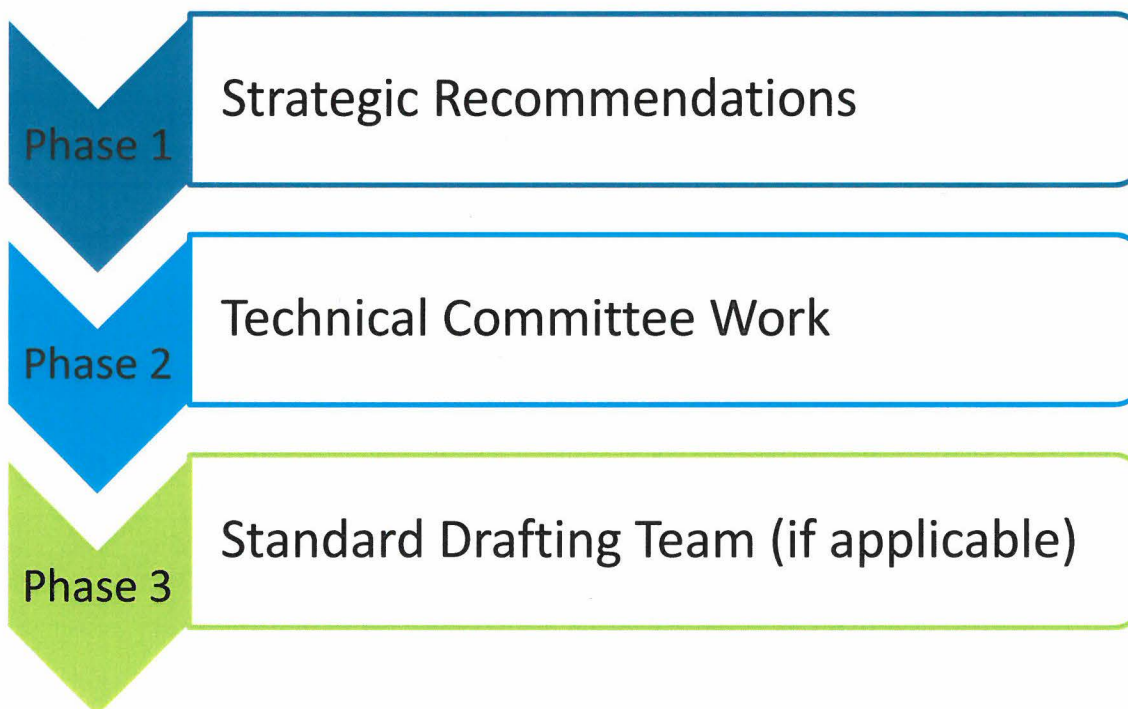 Strategic Recommendations
Phase 1
Technical Committee Work
Phase 2
Standard Drafting Team (if applicable)
Phase 3